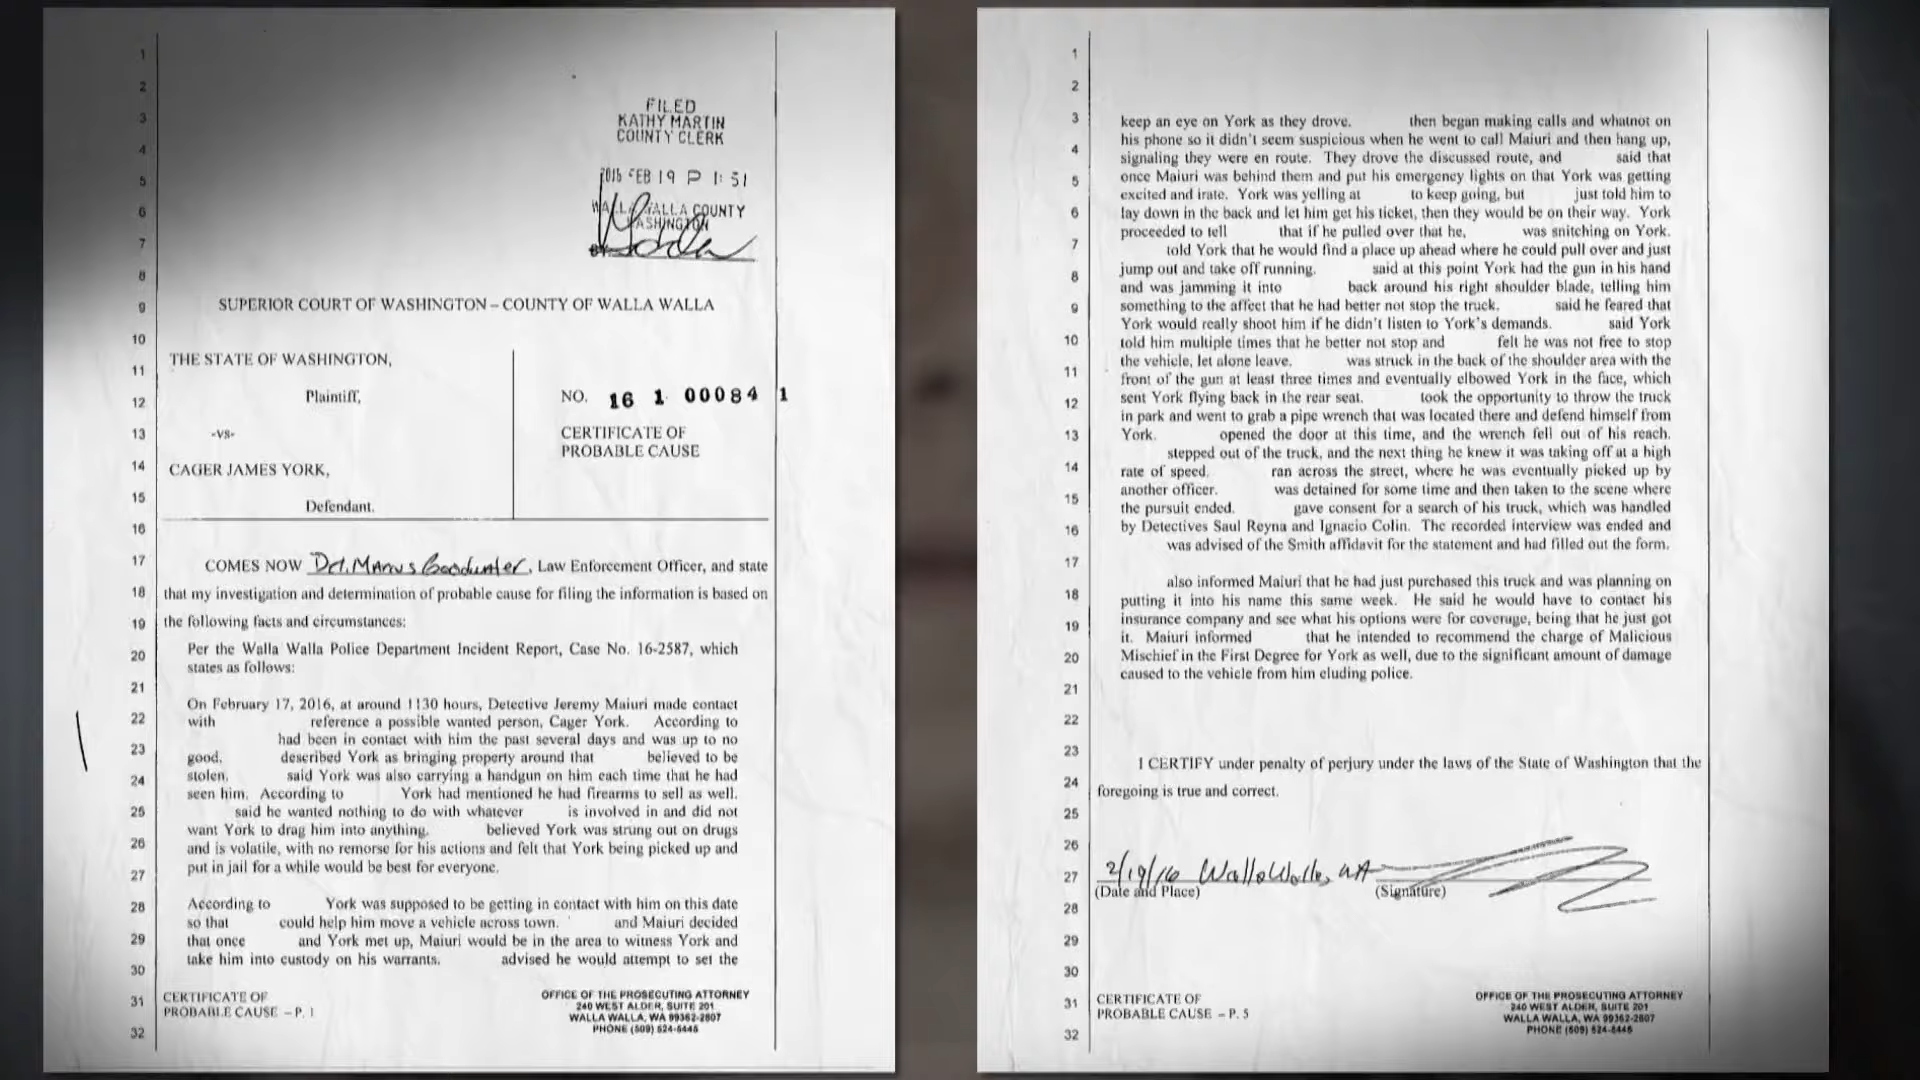 FILED
KATHY MARTIN
COUNTY CLERK
FEB 19 P 1:51
WALLA WALLA COUNTY
WASHINGTON
SUPERIOR COURT OF WASHINGTON – COUNTY OF WALLA WALLA
THE STATE OF WASHINGTON,
Plaintiff,
-vs-
CAGER JAMES YORK,
Defendant.
NO. 16 1 00084 1
CERTIFICATE OF
PROBABLE CAUSE
COMES NOW Det. , Law Enforcement Officer, and state
that my investigation and determination of probable cause for filing the information is based on
the following facts and circumstances:
Per the Walla Walla Police Department Incident Report, Case No. 16-2587, which
states as follows:
On February 17, 2016, at around 1130 hours, Detective Jeremy Maiuri made contact
with reference a possible wanted person, Cager York. According to
had been in contact with him the past several days and was up to no
good. described York as bringing property around that believed to be
stolen. said York was also carrying a handgun on him each time that he had
seen him. According to York had mentioned he had firearms to sell as well.
said he wanted nothing to do with whatever is involved in and did not
want York to drag him into anything. believed York was strung out on drugs
and is volatile, with no remorse for his actions and felt that York being picked up and
put in jail for a while would be best for everyone.
According to York was supposed to be getting in contact with him on this date
so that could help him move a vehicle across town. and Maiuri decided
that once and York met up, Maiuri would be in the area to witness York and
take him into custody on his warrants. advised he would attempt to set the
CERTIFICATE OF
PROBABLE CAUSE – P. 1
OFFICE OF THE PROSECUTING ATTORNEY
240 WEST ALDER, SUITE 201
WALLA WALLA, WA 99362-2807
PHONE (509) 524-5445
1
2
3
4
5
6
7
8
9
10
11
12
13
14
15
16
17
18
19
20
21
22
23
24
25
26
27
28
29
30
31
32
keep an eye on York as they drove. then began making calls and whatnot on
his phone so it didn't seem suspicious when he went to call Maiuri and then hang up,
signaling they were en route. They drove the discussed route, and said that
once Maiuri was behind them and put his emergency lights on that York was getting
excited and irate. York was yelling at to keep going, but just told him to
lay down in the back and let him get his ticket, then they would be on their way. York
proceeded to tell that if he pulled over that he, was snitching on York.
told York that he would find a place up ahead where he could pull over and just
jump out and take off running. said at this point York had the gun in his hand
and was jamming it into back around his right shoulder blade, telling him
something to the affect that he had better not stop the truck. said he feared that
York would really shoot him if he didn't listen to York's demands. said York
told him multiple times that he better not stop and felt he was not free to stop
the vehicle, let alone leave. was struck in the back of the shoulder area with the
front of the gun at least three times and eventually elbowed York in the face, which
sent York flying back in the rear seat. took the opportunity to throw the truck
in park and went to grab a pipe wrench that was located there and defend himself from
York. opened the door at this time, and the wrench fell out of his reach.
stepped out of the truck, and the next thing he knew it was taking off at a high
rate of speed. ran across the street, where he was eventually picked up by
another officer. was detained for some time and then taken to the scene where
the pursuit ended. gave consent for a search of his truck, which was handled
by Detectives Saul Reyna and Ignacio Colin. The recorded interview was ended and
was advised of the Smith affidavit for the statement and had filled out the form.
also informed Maiuri that he had just purchased this truck and was planning on
putting it into his name this same week. He said he would have to contact his
insurance company and see what his options were for coverage, being that he just got
it. Maiuri informed that he intended to recommend the charge of Malicious
Mischief in the First Degree for York as well, due to the significant amount of damage
caused to the vehicle from him eluding police.
I CERTIFY under penalty of perjury under the laws of the State of Washington that the
foregoing is true and correct.
2/19/16 Walla Walla, WA
(Date and Place) (Signature)
CERTIFICATE OF
PROBABLE CAUSE – P. 5
OFFICE OF THE PROSECUTING ATTORNEY
240 WEST ALDER, SUITE 201
WALLA WALLA, WA 99362-2807
PHONE (509) 524-5445
1
2
3
4
5
6
7
8
9
10
11
12
13
14
15
16
17
18
19
20
21
22
23
24
25
26
27
28
29
30
31
32